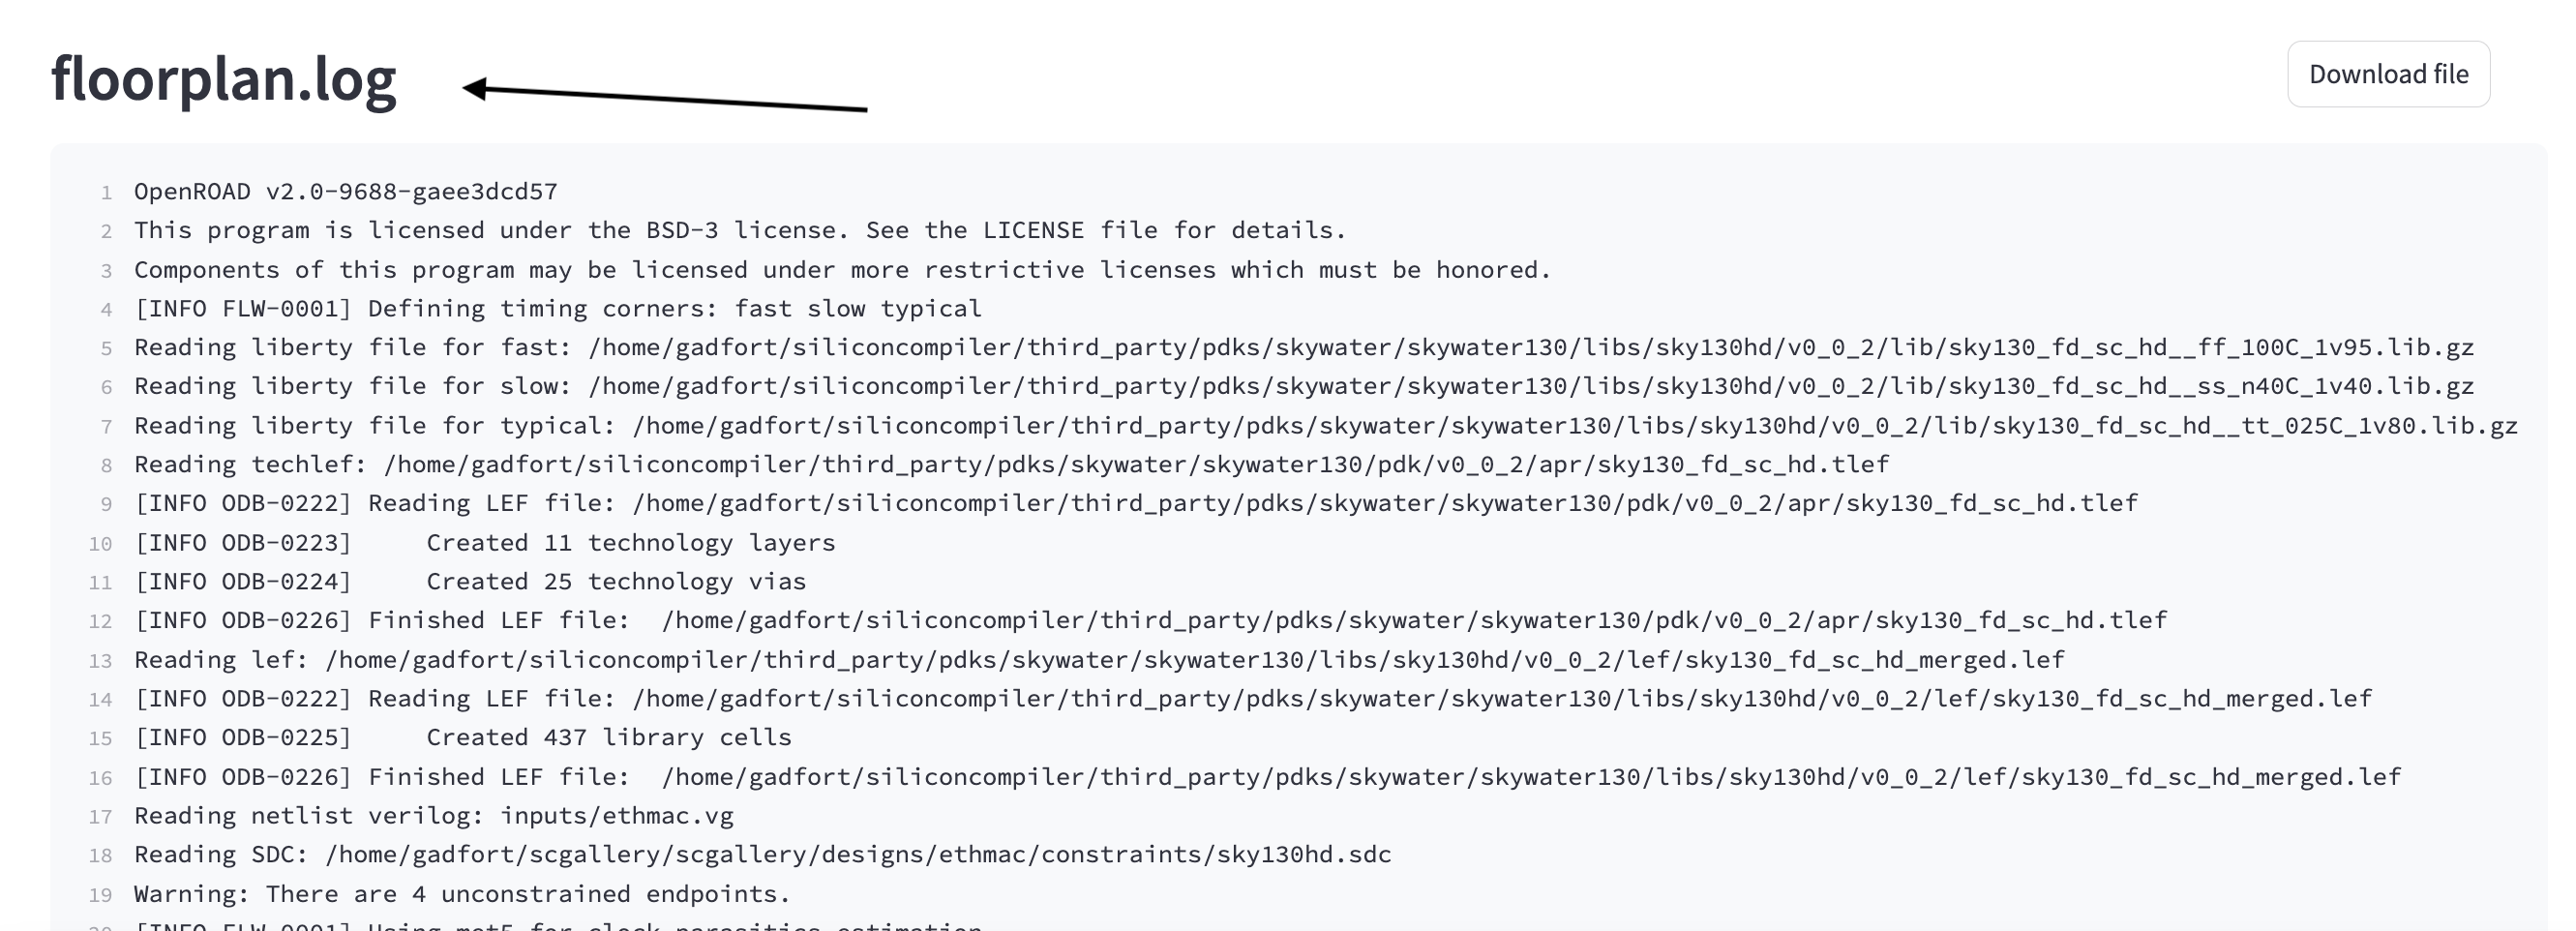 floorplan.log
Download file
1 OpenROAD v2.0-9688-gaee3dcd57
2 This program is licensed under the BSD-3 license. See the LICENSE file for details.
3 Components of this program may be licensed under more restrictive licenses which must be honored.
4 [INFO FLW-0001] Defining timing corners: fast slow typical
5 Reading liberty file for fast: /home/gadfort/siliconcompiler/third_party/pdks/skywater/skywater130/libs/sky130hd/v0_0_2/lib/sky130_fd_sc_hd__ff_100C_1v95.lib.gz
6 Reading liberty file for slow: /home/gadfort/siliconcompiler/third_party/pdks/skywater/skywater130/libs/sky130hd/v0_0_2/lib/sky130_fd_sc_hd__ss_n40C_1v40.lib.gz
7 Reading liberty file for typical: /home/gadfort/siliconcompiler/third_party/pdks/skywater/skywater130/libs/sky130hd/v0_0_2/lib/sky130_fd_sc_hd__tt_025C_1v80.lib.gz
8 Reading techlef: /home/gadfort/siliconcompiler/third_party/pdks/skywater/skywater130/pdk/v0_0_2/apr/sky130_fd_sc_hd.tlef
9 [INFO ODB-0222] Reading LEF file: /home/gadfort/siliconcompiler/third_party/pdks/skywater/skywater130/pdk/v0_0_2/apr/sky130_fd_sc_hd.tlef
10 [INFO ODB-0223]     Created 11 technology layers
11 [INFO ODB-0224]     Created 25 technology vias
12 [INFO ODB-0226] Finished LEF file:  /home/gadfort/siliconcompiler/third_party/pdks/skywater/skywater130/pdk/v0_0_2/apr/sky130_fd_sc_hd.tlef
13 Reading lef: /home/gadfort/siliconcompiler/third_party/pdks/skywater/skywater130/libs/sky130hd/v0_0_2/lef/sky130_fd_sc_hd_merged.lef
14 [INFO ODB-0222] Reading LEF file: /home/gadfort/siliconcompiler/third_party/pdks/skywater/skywater130/libs/sky130hd/v0_0_2/lef/sky130_fd_sc_hd_merged.lef
15 [INFO ODB-0225]     Created 437 library cells
16 [INFO ODB-0226] Finished LEF file:  /home/gadfort/siliconcompiler/third_party/pdks/skywater/skywater130/libs/sky130hd/v0_0_2/lef/sky130_fd_sc_hd_merged.lef
17 Reading netlist verilog: inputs/ethmac.vg
18 Reading SDC: /home/gadfort/scgallery/scgallery/designs/ethmac/constraints/sky130hd.sdc
19 Warning: There are 4 unconstrained endpoints.
20 [INFO FLW-0001] Using met5 for clock parasitics estimation